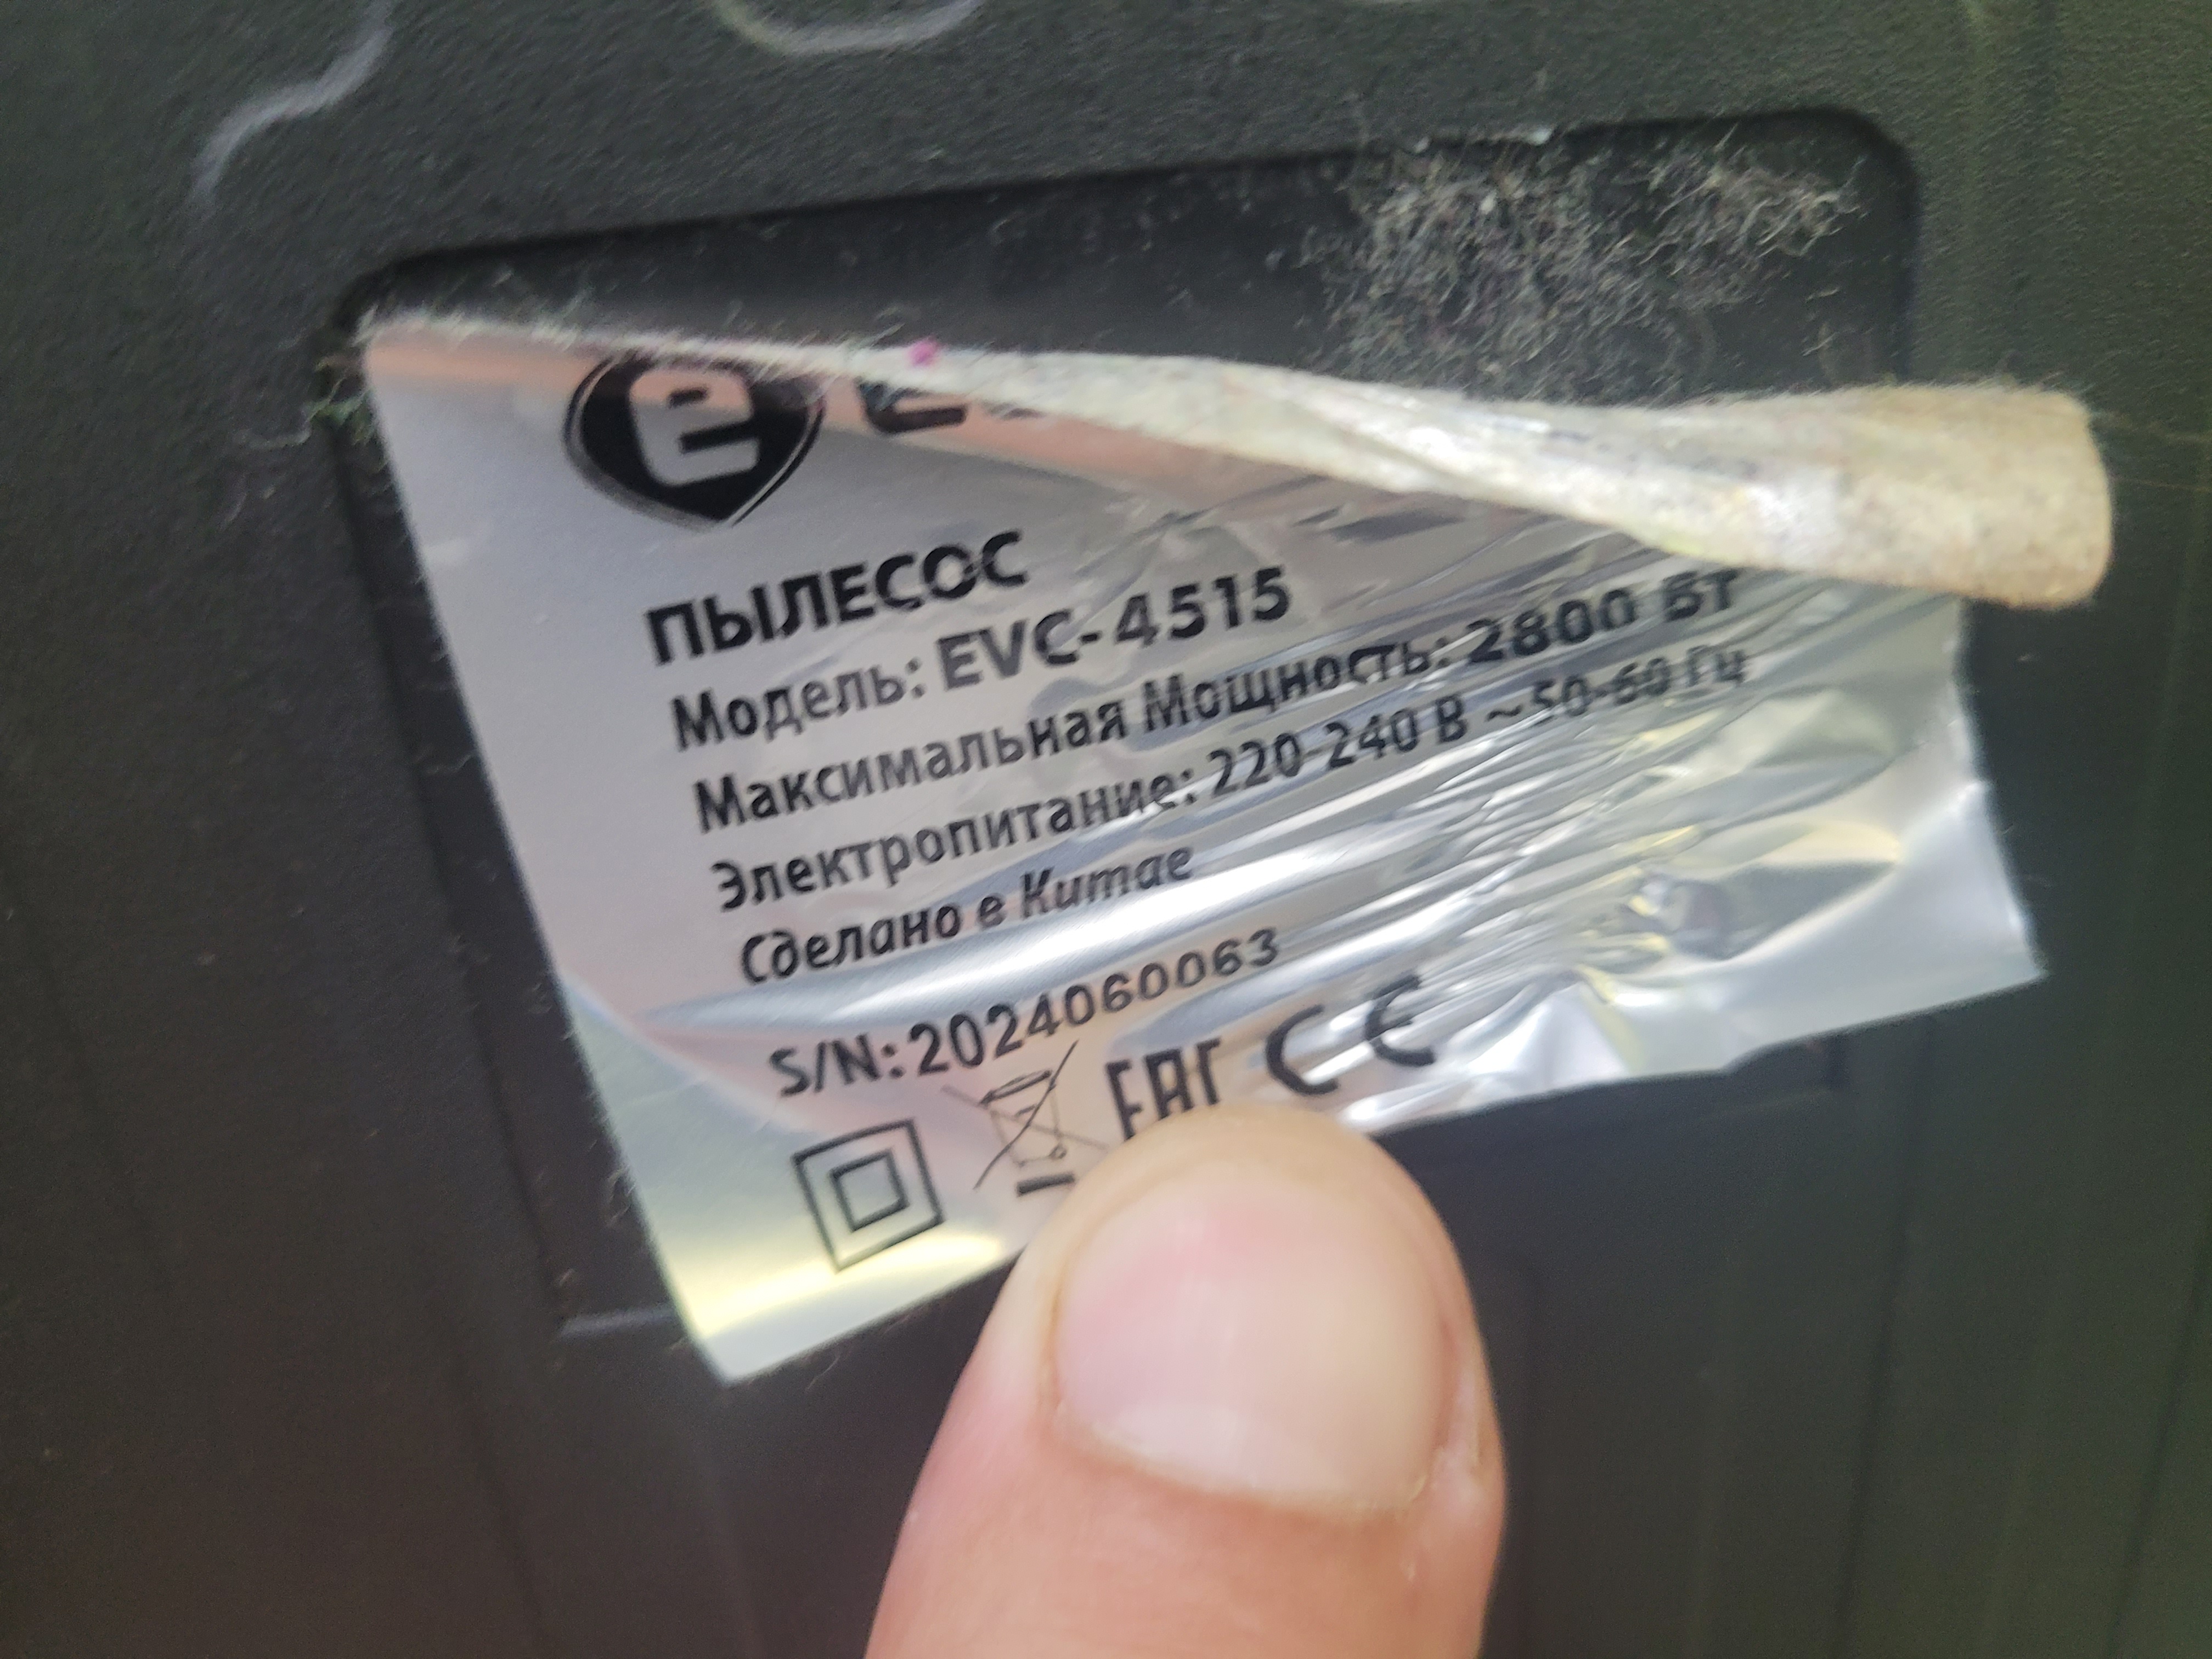 e
ПЫЛЕСОС
Модель: EVC-4515
Максимальная Мощность: 2800 Вт
Электропитание: 220-240 В ~50-60 Гц
Сделано в Китае
S/N: 2024060063
EAC CE